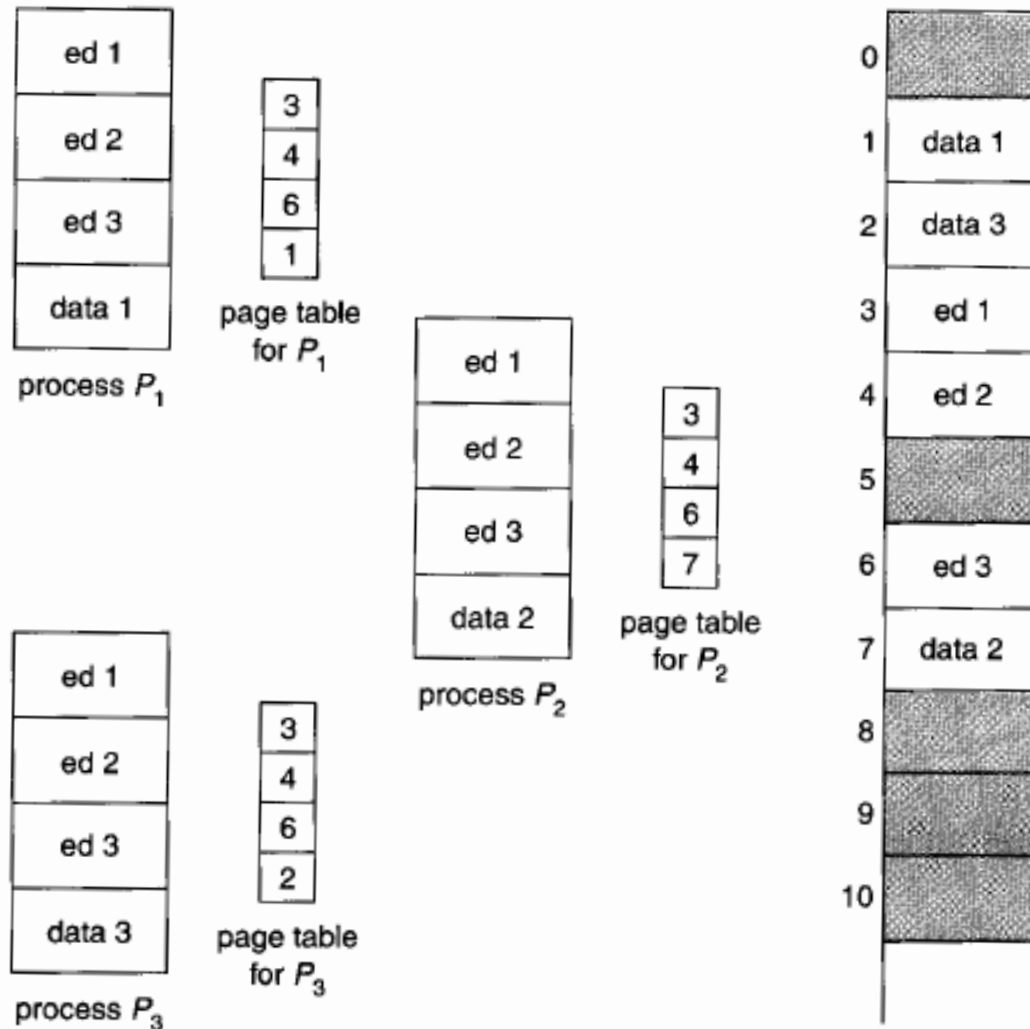 ed 1
ed 2
ed 3
data 1
process P1
3
4
6
1
page table
for P1
ed 1
ed 2
ed 3
data 2
process P2
3
4
6
7
page table
for P2
ed 1
ed 2
ed 3
data 3
process P3
3
4
6
2
page table
for P3
0
1 data 1
2 data 3
3 ed 1
4 ed 2
5
6 ed 3
7 data 2
8
9
10